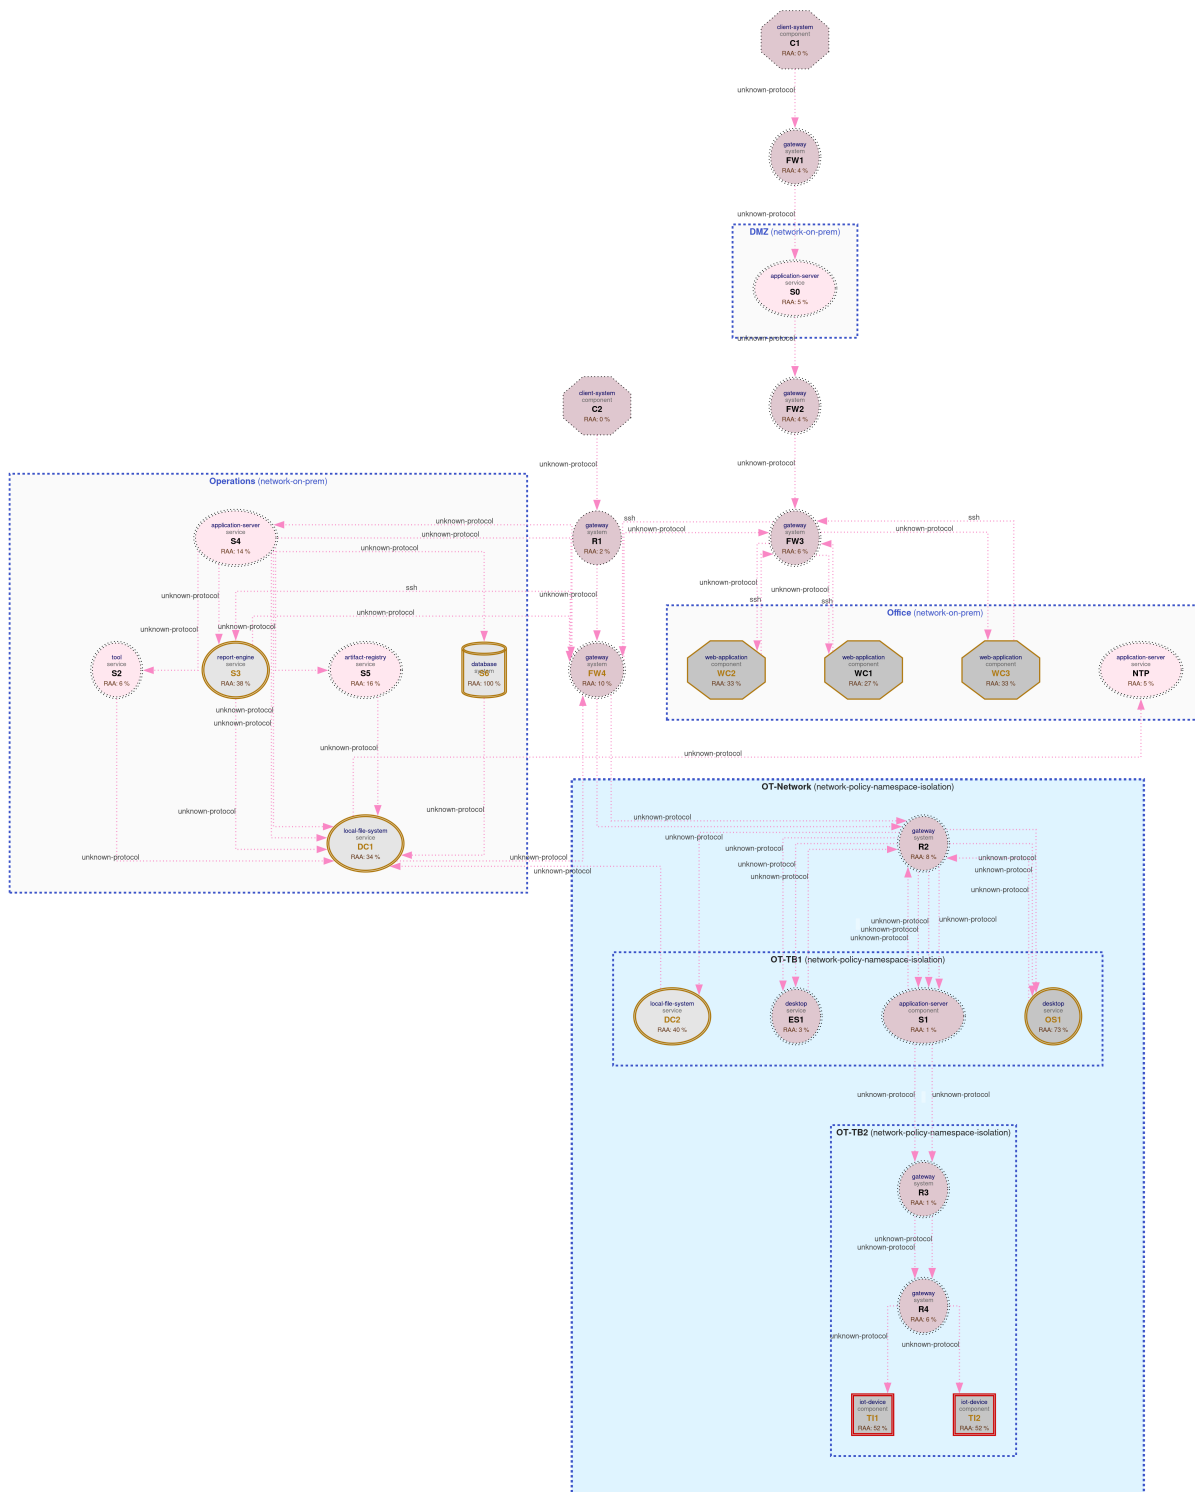 client-system
component
C1
RAA: 0 %
unknown-protocol
gateway
system
FW1
RAA: 4 %
unknown-protocol
DMZ (network-on-prem)
application-server
service
S0
RAA: 5 %
unknown-protocol
client-system
component
C2
RAA: 0 %
gateway
system
FW2
RAA: 4 %
unknown-protocol
unknown-protocol
Operations (network-on-prem)
application-server
service
S4
RAA: 14 %
unknown-protocol
unknown-protocol
unknown-protocol
gateway
system
R1
RAA: 2 %
ssh
unknown-protocol
gateway
system
FW3
RAA: 6 %
ssh
unknown-protocol
unknown-protocol
ssh
unknown-protocol
unknown-protocol
unknown-protocol
ssh
ssh
unknown-protocol
unknown-protocol
unknown-protocol
Office (network-on-prem)
tool
service
S2
RAA: 6 %
report-engine
service
S3
RAA: 38 %
artifact-registry
service
S5
RAA: 16 %
database
system
S6
RAA: 100 %
gateway
system
FW4
RAA: 10 %
web-application
component
WC2
RAA: 33 %
web-application
component
WC1
RAA: 27 %
web-application
component
WC3
RAA: 33 %
application-server
service
NTP
RAA: 5 %
unknown-protocol
unknown-protocol
unknown-protocol
unknown-protocol
OT-Network (network-policy-namespace-isolation)
unknown-protocol
unknown-protocol
unknown-protocol
local-file-system
service
DC1
RAA: 34 %
unknown-protocol
unknown-protocol
unknown-protocol
unknown-protocol
unknown-protocol
unknown-protocol
unknown-protocol
gateway
system
R2
RAA: 8 %
unknown-protocol
unknown-protocol
unknown-protocol
unknown-protocol
unknown-protocol
unknown-protocol
unknown-protocol
OT-TB1 (network-policy-namespace-isolation)
local-file-system
service
DC2
RAA: 40 %
desktop
service
ES1
RAA: 3 %
application-server
component
S1
RAA: 1 %
desktop
service
OS1
RAA: 73 %
unknown-protocol
unknown-protocol
OT-TB2 (network-policy-namespace-isolation)
gateway
system
R3
RAA: 1 %
unknown-protocol
unknown-protocol
gateway
system
R4
RAA: 6 %
unknown-protocol
unknown-protocol
iot-device
component
TI1
RAA: 52 %
iot-device
component
TI2
RAA: 52 %